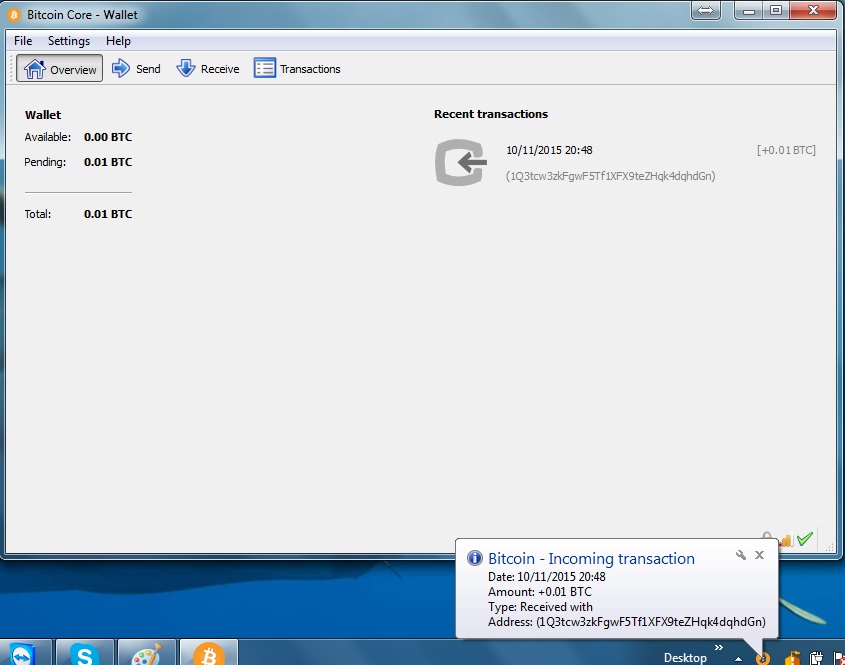 Bitcoin Core - Wallet
File Settings Help
Overview Send Receive Transactions
Wallet
Available: 0.00 BTC
Pending: 0.01 BTC
Total: 0.01 BTC
Recent transactions
10/11/2015 20:48 [+0.01 BTC]
(1Q3tcw3zkFgwF5Tf1XFX9teZHqk4dqhdGn)
Bitcoin - Incoming transaction
Date: 10/11/2015 20:48
Amount: +0.01 BTC
Type: Received with
Address: (1Q3tcw3zkFgwF5Tf1XFX9teZHqk4dqhdGn)
Desktop »